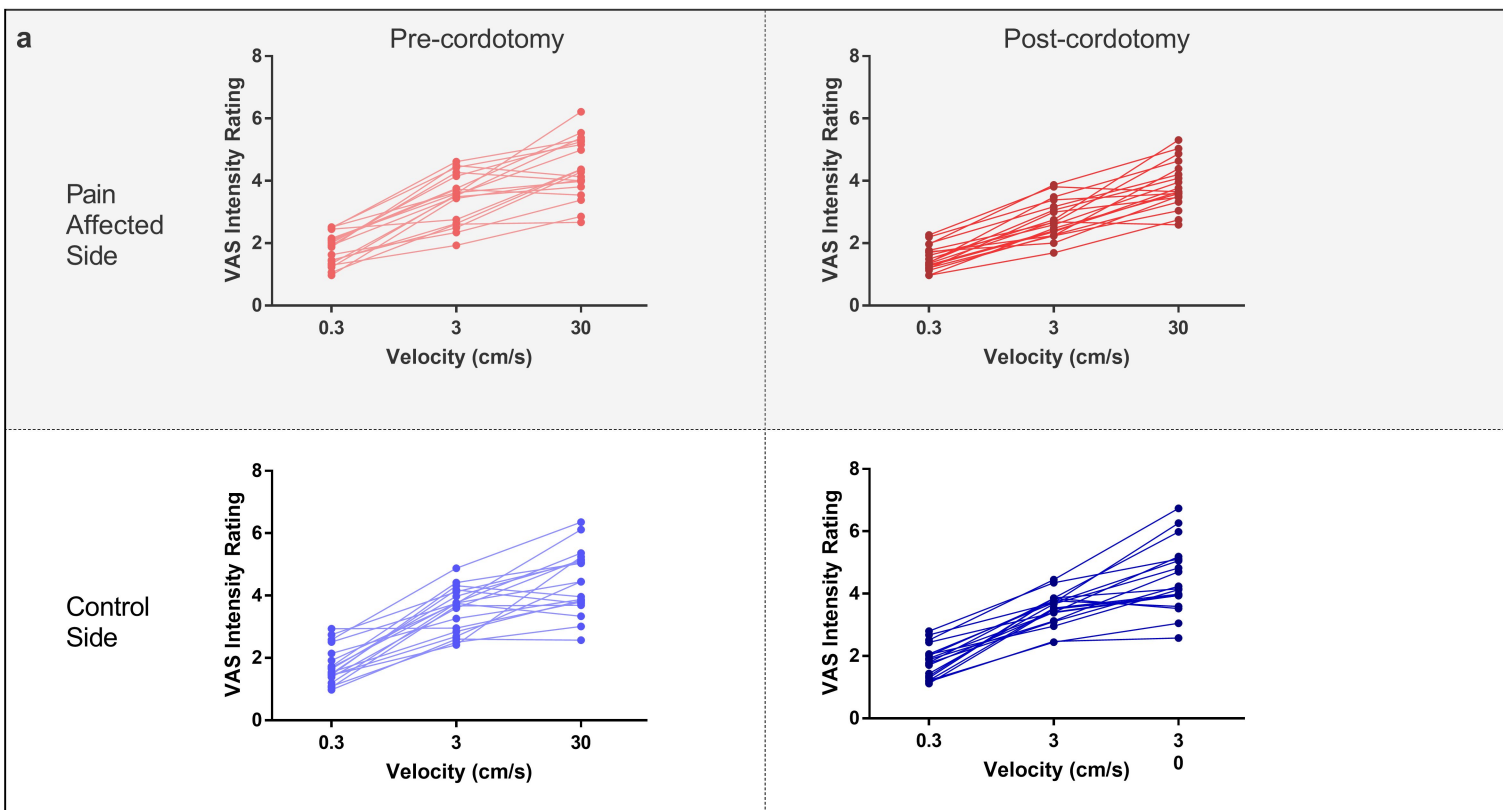 a
Pre-cordotomy
Post-cordotomy
Pain
Affected
Side
VAS Intensity Rating
8
6
4
2
0
0.3
3
30
Velocity (cm/s)
VAS Intensity Rating
8
6
4
2
0
0.3
3
30
Velocity (cm/s)
Control
Side
VAS Intensity Rating
8
6
4
2
0
0.3
3
30
Velocity (cm/s)
VAS Intensity Rating
8
6
4
2
0
0.3
3
3
0
Velocity (cm/s)